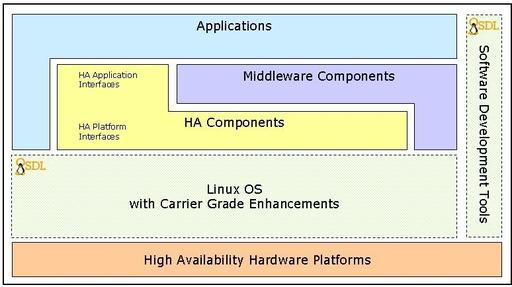 Applications
OSDL
HA Application
Interfaces
Middleware Components
HA Components
HA Platform
Interfaces
OSDL
Linux OS
with Carrier Grade Enhancements
Software Development Tools
High Availability Hardware Platforms